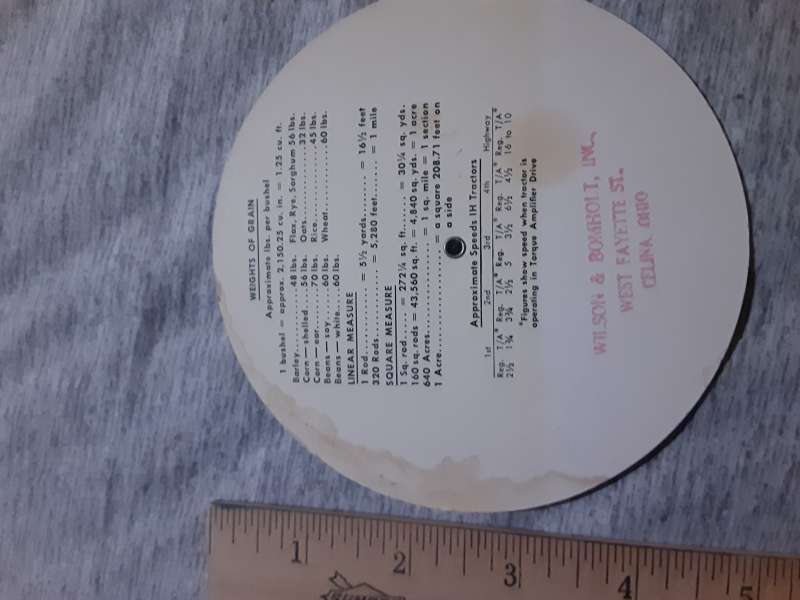 WEIGHTS OF GRAIN
Approximate lbs. per bushel
1 bushel = approx. 2,150.25 cu. in. = 1.25 cu. ft.
Barley........48 lbs. Flax, Rye, Sorghum 56 lbs.
Corn — shelled....56 lbs. Oats..............32 lbs.
Corn — ear.......70 lbs. Rice..............45 lbs.
Beans — soy.....60 lbs. Wheat............60 lbs.
Beans — white...60 lbs.
LINEAR MEASURE
1 Rod............ = 5½ yards...... = 16½ feet
320 Rods............ = 5,280 feet........ = 1 mile
SQUARE MEASURE
1 Sq. rod..... = 272¼ sq. ft....... = 30¼ sq. yds.
160 sq. rods = 43,560 sq. ft. = 4,840 sq. yds. = 1 acre
640 Acres.............. = 1 sq. mile = 1 section
1 Acre.................. = a square 208.71 feet on
a side
Approximate Speeds IH Tractors
1st 2nd 3rd 4th Highway
Reg. T/A* Reg. T/A* Reg. T/A* Reg. T/A* Reg. T/A*
2½ 1¾ 3¾ 2½ 5 3½ 6½ 4½ 16 to 10
*Figures show speed when tractor is
operating in Torque Amplifier Drive
WILSON & BOMHOLT, INC.,
WEST FAYETTE ST.
CELINA, OHIO
1 2 3 4 5